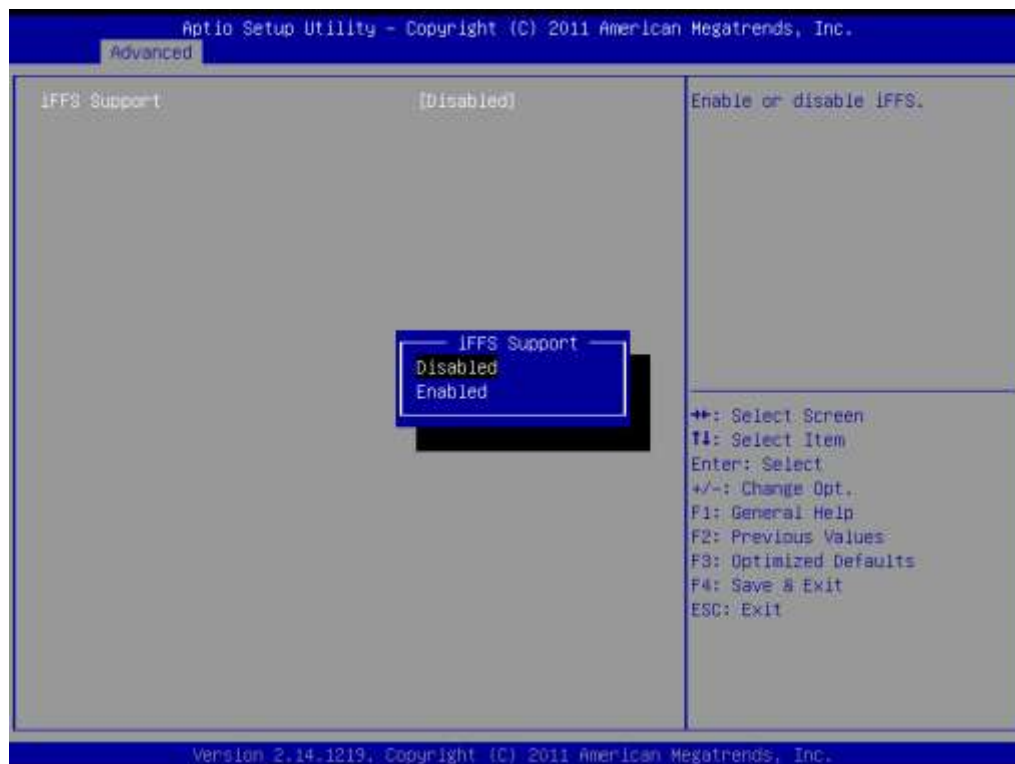 Aptio Setup Utility - Copyright (C) 2011 American Megatrends, Inc.
Advanced
iFFS Support [Disabled]
Enable or disable iFFS.
iFFS Support
Disabled
Enabled
→←: Select Screen
↑↓: Select Item
Enter: Select
+/-: Change Opt.
F1: General Help
F2: Previous Values
F3: Optimized Defaults
F4: Save & Exit
ESC: Exit
Version 2.14.1219. Copyright (C) 2011 American Megatrends, Inc.